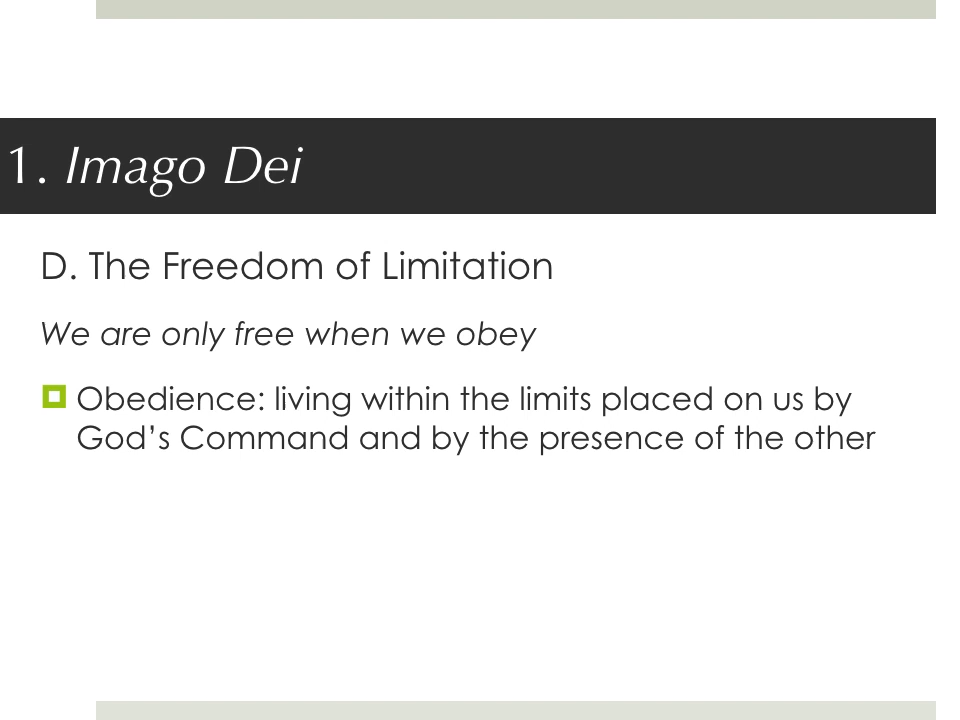 1. Imago Dei
D. The Freedom of Limitation
We are only free when we obey
Obedience: living within the limits placed on us by
God’s Command and by the presence of the other